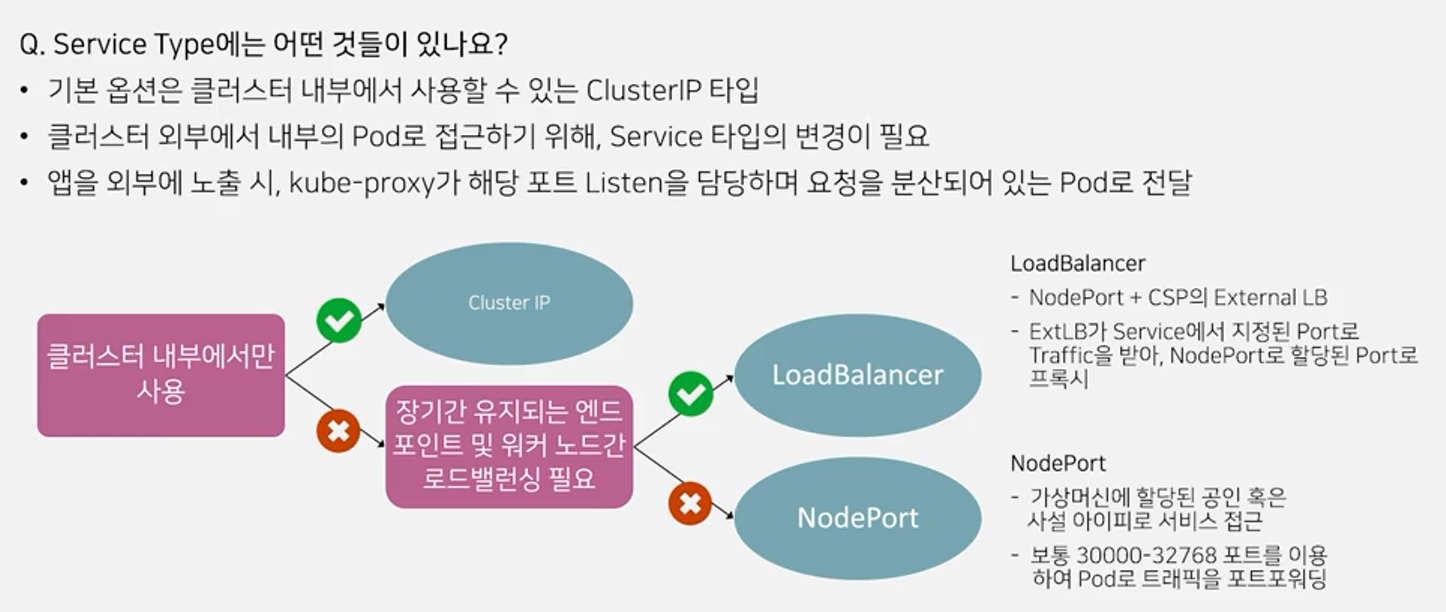 Q. Service Type에는 어떤 것들이 있나요?
• 기본 옵션은 클러스터 내부에서 사용할 수 있는 ClusterIP 타입
• 클러스터 외부에서 내부의 Pod로 접근하기 위해, Service 타입의 변경이 필요
• 앱을 외부에 노출 시, kube-proxy가 해당 포트 Listen을 담당하며 요청을 분산되어 있는 Pod로 전달
클러스터 내부에서만
사용
Cluster IP
장기간 유지되는 엔드
포인트 및 워커 노드간
로드밸런싱 필요
LoadBalancer
NodePort
LoadBalancer
- NodePort + CSP의 External LB
- ExtLB가 Service에서 지정된 Port로
Traffic을 받아, NodePort로 할당된 Port로
프록시
NodePort
- 가상머신에 할당된 공인 혹은
사설 아이피로 서비스 접근
- 보통 30000-32768 포트를 이용
하여 Pod로 트래픽을 포트포워딩